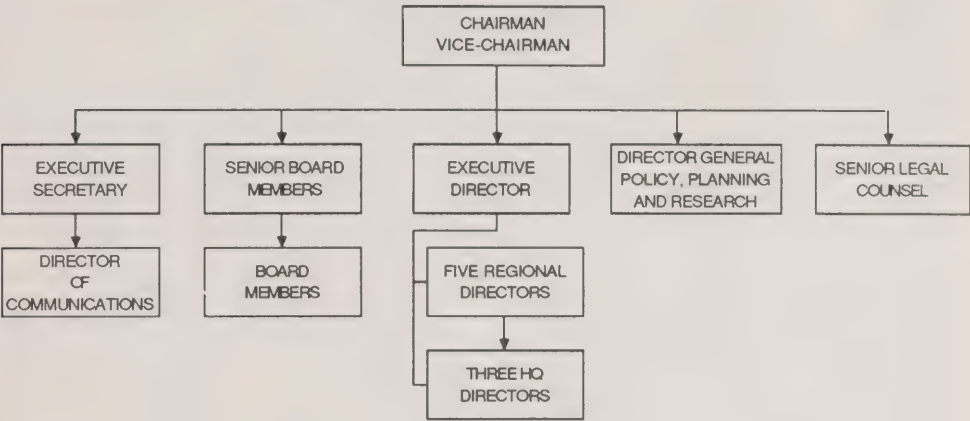 CHAIRMAN
VICE-CHAIRMAN
EXECUTIVE
SECRETARY
SENIOR BOARD
MEMBERS
EXECUTIVE
DIRECTOR
DIRECTOR GENERAL
POLICY, PLANNING
AND RESEARCH
SENIOR LEGAL
COUNSEL
DIRECTOR
OF
COMMUNICATIONS
BOARD
MEMBERS
FIVE REGIONAL
DIRECTORS
THREE HQ
DIRECTORS